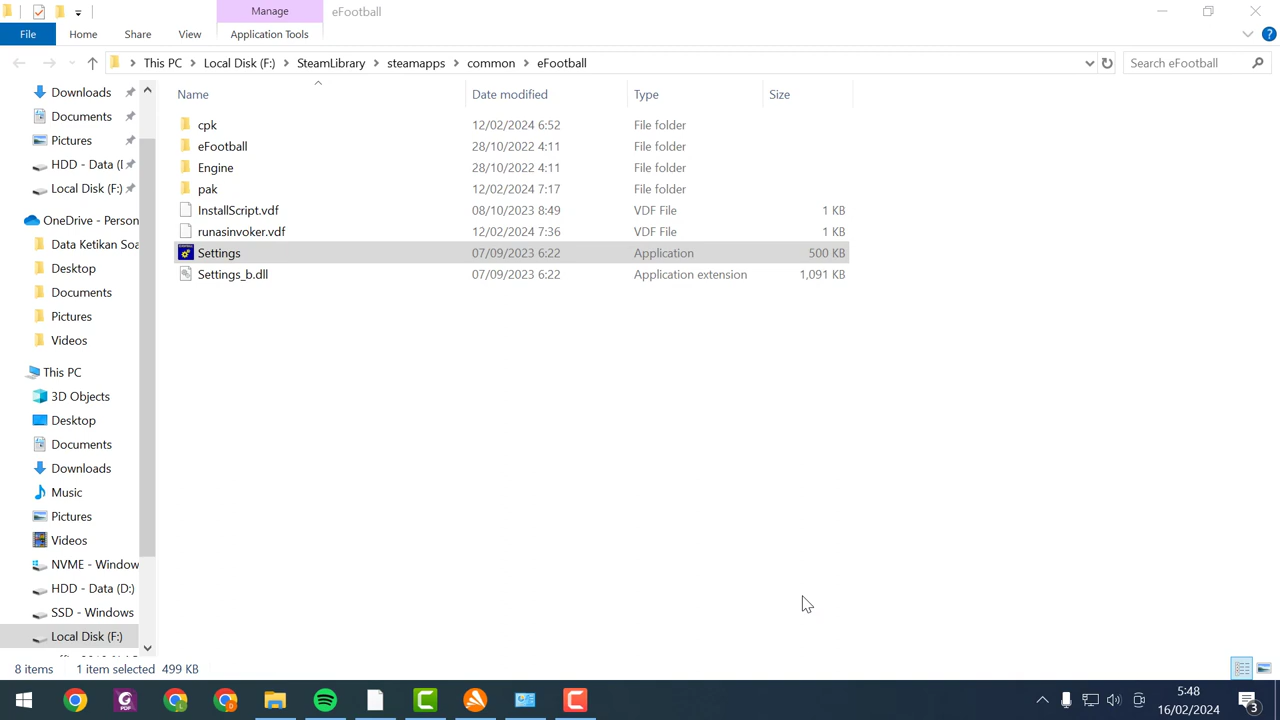 Manage
eFootball
File
Home
Share
View
Application Tools
This PC
Local Disk (F:)
SteamLibrary
steamapps
common
eFootball
Search eFootball
Name
Date modified
Type
Size
cpk
12/02/2024 6:52
File folder
eFootball
28/10/2022 4:11
File folder
Engine
28/10/2022 4:11
File folder
pak
12/02/2024 7:17
File folder
InstallScript.vdf
08/10/2023 8:49
VDF File
1 KB
runasinvoker.vdf
12/02/2024 7:36
VDF File
1 KB
Settings
07/09/2023 6:22
Application
500 KB
Settings_b.dll
07/09/2023 6:22
Application extension
1,091 KB
Downloads
Documents
Pictures
HDD - Data (
Local Disk (F:)
OneDrive - Person
Data Ketikan Soa
Desktop
Documents
Pictures
Videos
This PC
3D Objects
Desktop
Documents
Downloads
Music
Pictures
Videos
NVME - Window
HDD - Data (D:)
SSD - Windows
Local Disk (F:)
8 items
1 item selected
499 KB
PDF
5:48
16/02/2024
3